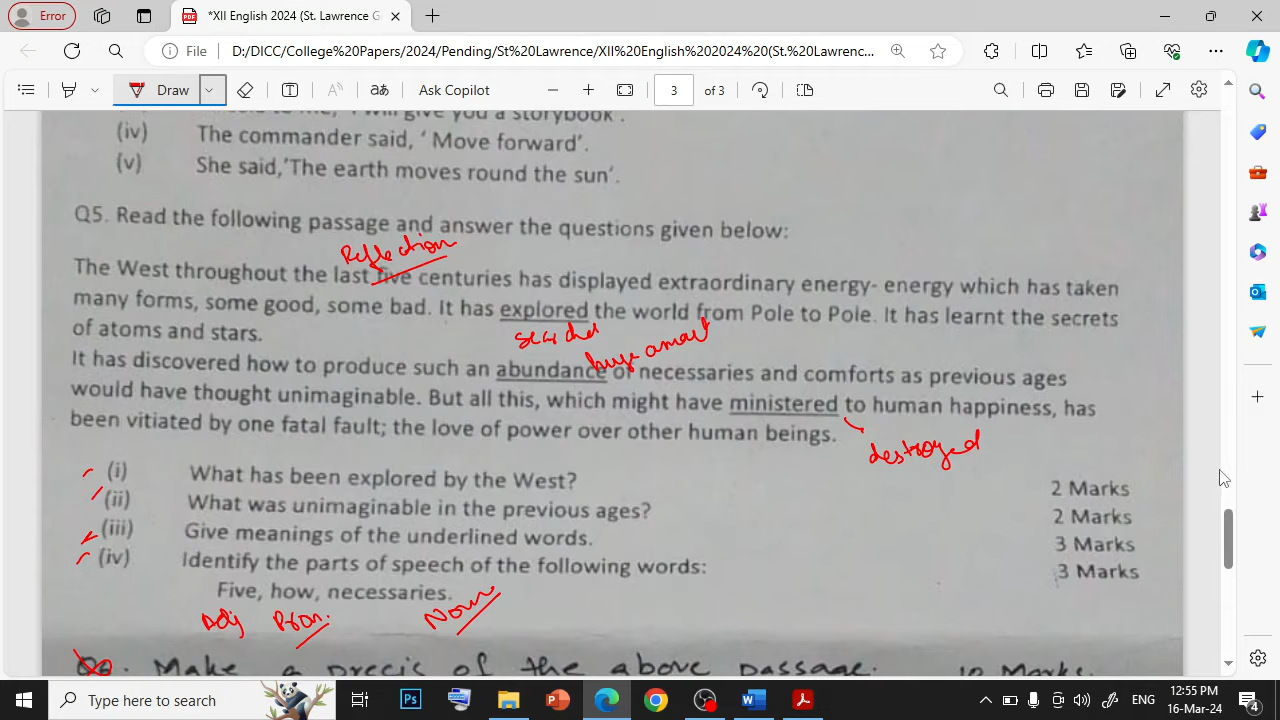 Error
*XII English 2024 (St. Lawrence G
File
D:/DICC/College%20Papers/2024/Pending/St%20Lawrence/XII%20English%202024%20(St.%20Lawrenc...
Draw
Ask Copilot
3 of 3
me, 'I will give you a storybook'.
(iv) The commander said, ' Move forward'.
(v) She said,'The earth moves round the sun'.
Q5. Read the following passage and answer the questions given below:
Reflection
The West throughout the last five centuries has displayed extraordinary energy- energy which has taken
many forms, some good, some bad. It has explored the world from Pole to Pole. It has learnt the secrets
of atoms and stars.
huge
It has discovered how to produce such an abundance of necessaries and comforts as previous ages
would have thought unimaginable. But all this, which might have ministered to human happiness, has
been vitiated by one fatal fault; the love of power over other human beings.
destroyed
(i) What has been explored by the West? 2 Marks
(ii) What was unimaginable in the previous ages? 2 Marks
(iii) Give meanings of the underlined words. 3 Marks
(iv) Identify the parts of speech of the following words: 3 Marks
Five, how, necessaries.
Adj Pron. Noun
Q6. Make a precis of the above passage. 10 Marks.
Type here to search
ENG
12:55 PM
16-Mar-24
4